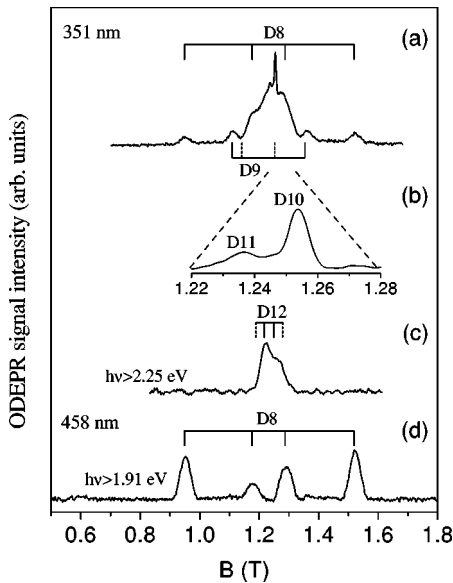 351 nm
D8
(a)
D9
(b)
D11
D10
1.22
1.24
1.26
1.28
(c)
D12
hν>2.25 eV
458 nm
D8
(d)
hν>1.91 eV
0.6
0.8
1.0
1.2
1.4
1.6
1.8
B (T)
ODEPR signal intensity (arb. units)